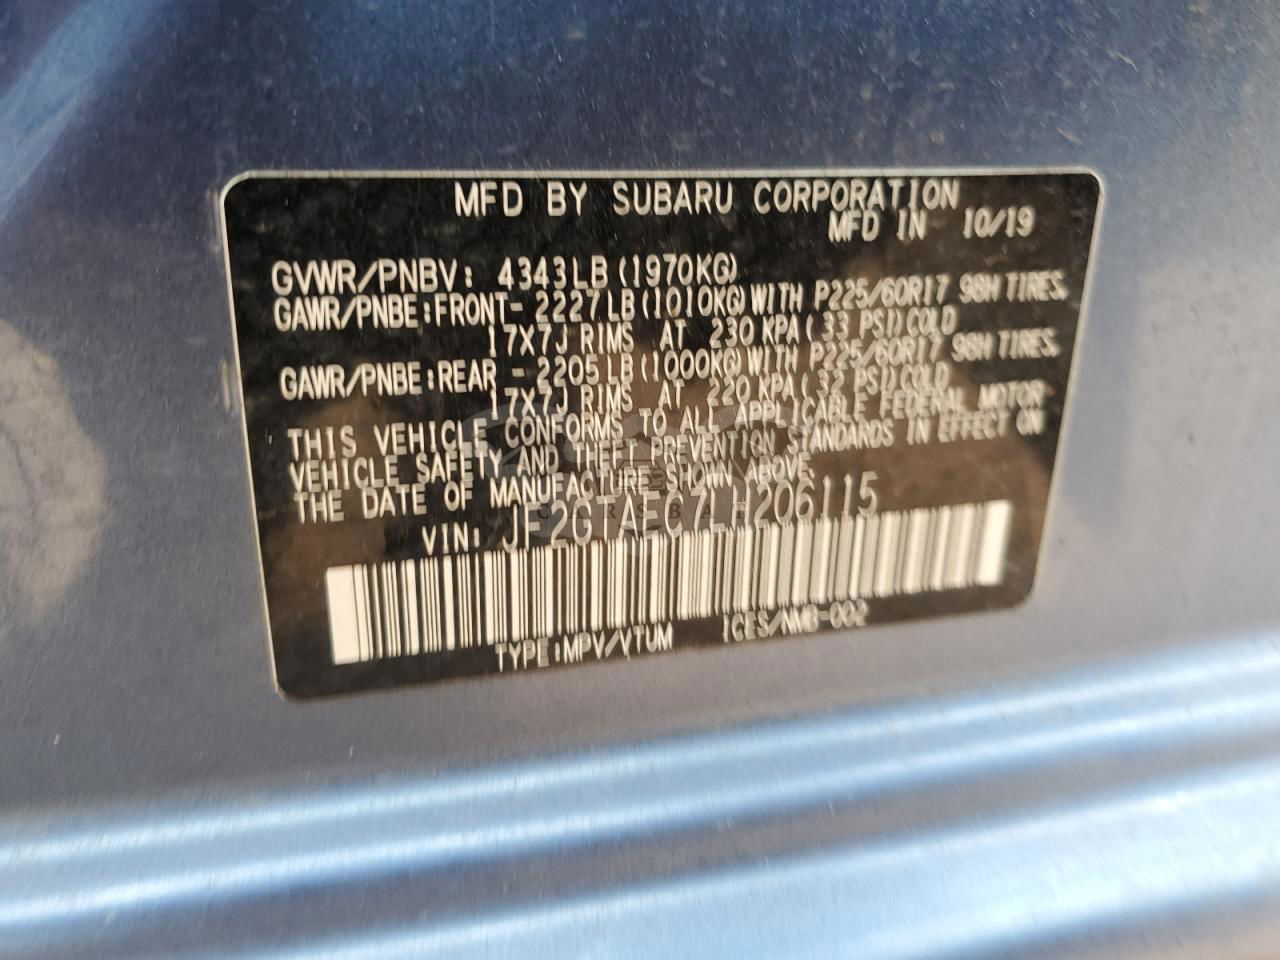 MFD BY SUBARU CORPORATION
MFD IN 10/19
GVWR/PNBV: 4343LB (1970KG)
GAWR/PNBE:FRONT- 2227LB (1010KG) WITH P225/60R17 98H TIRES,
17X7J RIMS AT 230 KPA ( 33 PSI) COLD
GAWR/PNBE:REAR - 2205LB (1000KG) WITH P225/60R17 98H TIRES,
17X7J RIMS AT 220 KPA ( 32 PSI) COLD
THIS VEHICLE CONFORMS TO ALL APPLICABLE FEDERAL MOTOR
VEHICLE SAFETY AND THEFT PREVENTION STANDARDS IN EFFECT ON
THE DATE OF MANUFACTURE SHOWN ABOVE.
VIN: JF2GTAEC7LH206115
TYPE:MPV/VTUM ICES/NMB-002